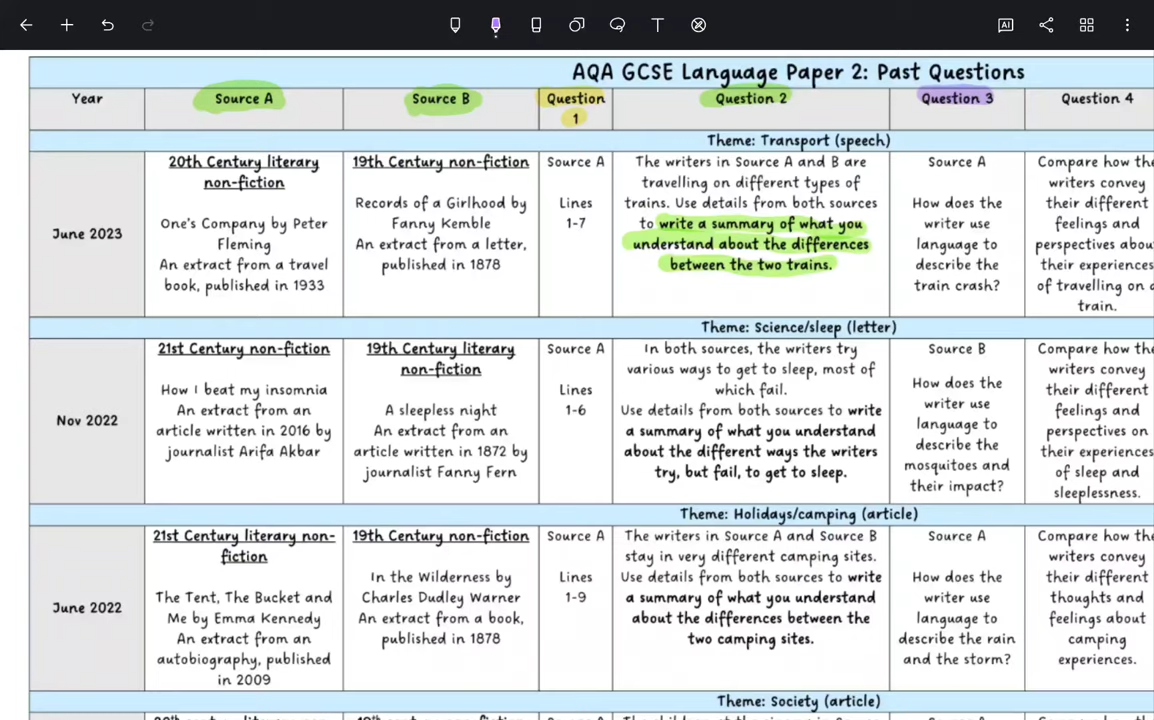 AI
T
AQA GCSE Language Paper 2: Past Questions
Year
Source A
Source B
Question
1
Question 2
Question 3
Question 4
Theme: Transport (speech)
June 2023
20th Century literary
non-fiction
One's Company by Peter
Fleming
An extract from a travel
book, published in 1933
19th Century non-fiction
Records of a Girlhood by
Fanny Kemble
An extract from a letter,
published in 1878
Source A
Lines
1-7
The writers in Source A and B are
travelling on different types of
trains. Use details from both sources
to write a summary of what you
understand about the differences
between the two trains.
Source A
How does the
writer use
language to
describe the
train crash?
Compare how the
writers convey
their different
feelings and
perspectives abou
their experiences
of travelling on a
train.
Theme: Science/sleep (letter)
Nov 2022
21st Century non-fiction
How I beat my insomnia
An extract from an
article written in 2016 by
journalist Arifa Akbar
19th Century literary
non-fiction
A sleepless night
An extract from an
article written in 1872 by
journalist Fanny Fern
Source A
Lines
1-6
In both sources, the writers try
various ways to get to sleep, most of
which fail.
Use details from both sources to write
a summary of what you understand
about the different ways the writers
try, but fail, to get to sleep.
Source B
How does the
writer use
language to
describe the
mosquitoes and
their impact?
Compare how the
writers convey
their different
feelings and
perspectives on
their experiences
of sleep and
sleeplessness.
Theme: Holidays/camping (article)
June 2022
21st Century literary non-
fiction
The Tent, The Bucket and
Me by Emma Kennedy
An extract from an
autobiography, published
in 2009
19th Century non-fiction
In the Wilderness by
Charles Dudley Warner
An extract from a book,
published in 1878
Source A
Lines
1-9
The writers in Source A and Source B
stay in very different camping sites.
Use details from both sources to write
a summary of what you understand
about the differences between the
two camping sites.
Source A
How does the
writer use
language to
describe the rain
and the storm?
Compare how the
writers convey
their different
thoughts and
feelings about
camping
experiences.
Theme: Society (article)